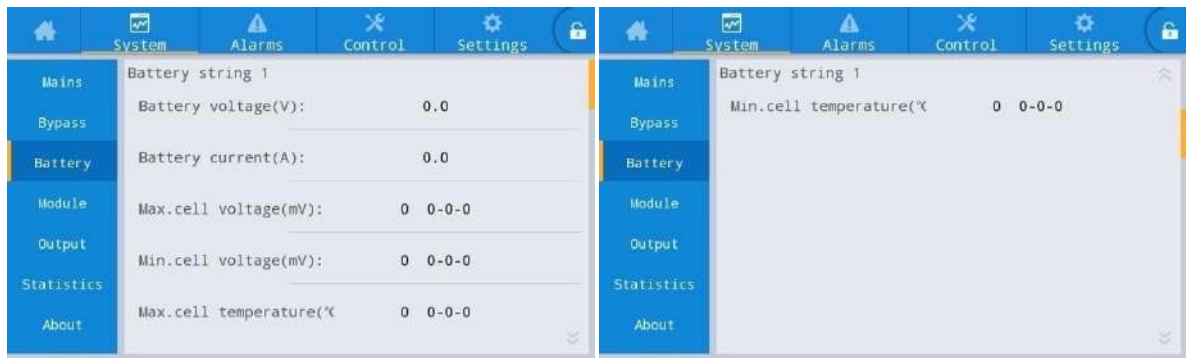 System Alarms Control Settings
Mains
Bypass
Battery
Module
Output
Statistics
About
Battery string 1
Battery voltage(V): 0.0
Battery current(A): 0.0
Max.cell voltage(mV): 0 0-0-0
Min.cell voltage(mV): 0 0-0-0
Max.cell temperature(℃ 0 0-0-0
System Alarms Control Settings
Mains
Bypass
Battery
Module
Output
Statistics
About
Battery string 1
Min.cell temperature(℃ 0 0-0-0